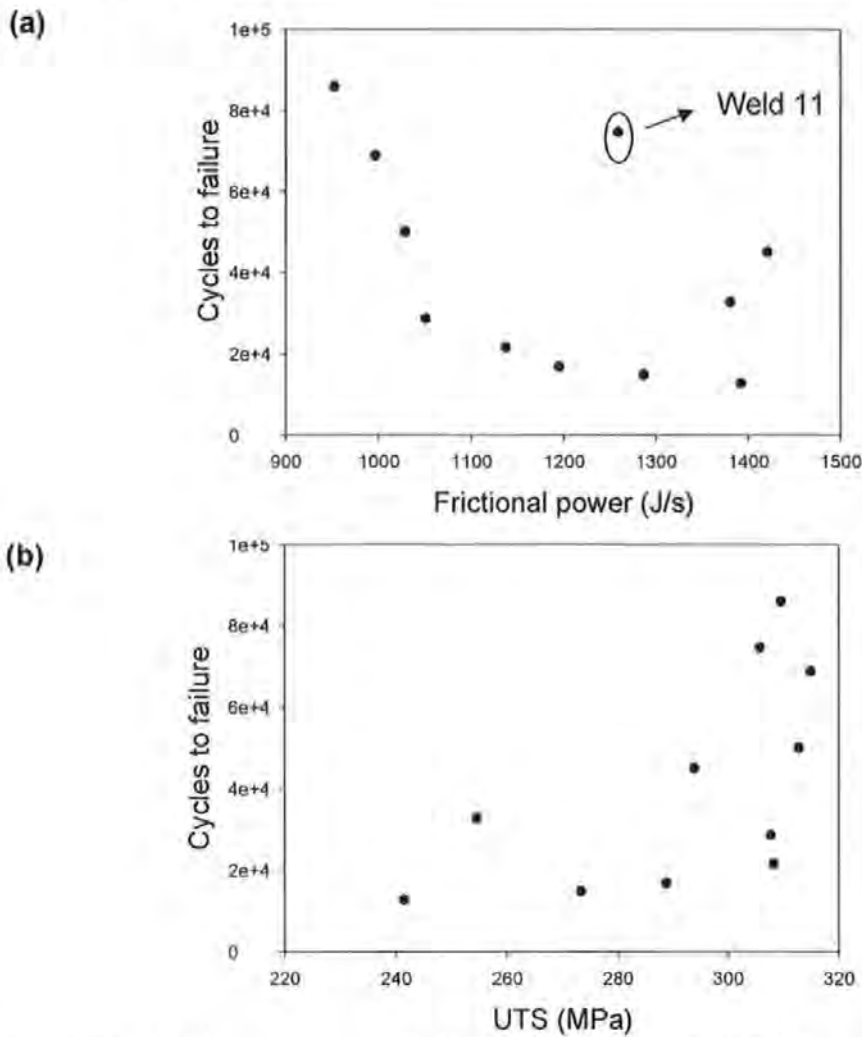 (a)
1e+5
8e+4
6e+4
4e+4
2e+4
0
Cycles to failure
Weld 11
900 1000 1100 1200 1300 1400 1500
Frictional power (J/s)
(b)
1e+5
8e+4
6e+4
4e+4
2e+4
0
Cycles to failure
220 240 260 280 300 320
UTS (MPa)